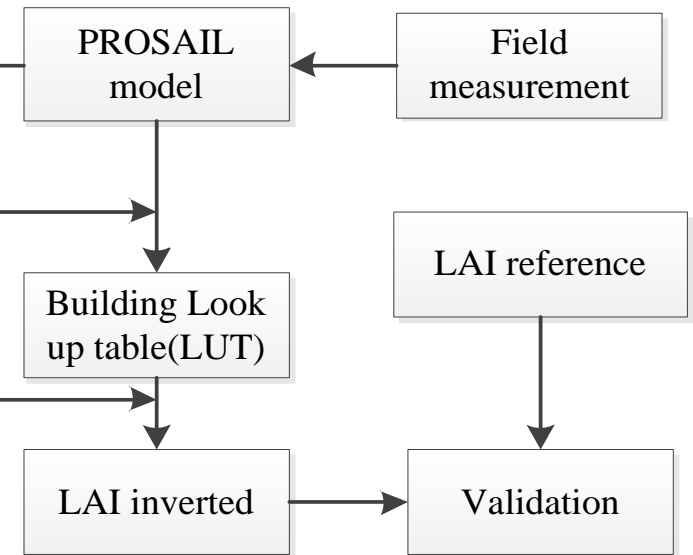 PROSAIL
model
Field
measurement
LAI reference
Building Look
up table(LUT)
LAI inverted
Validation